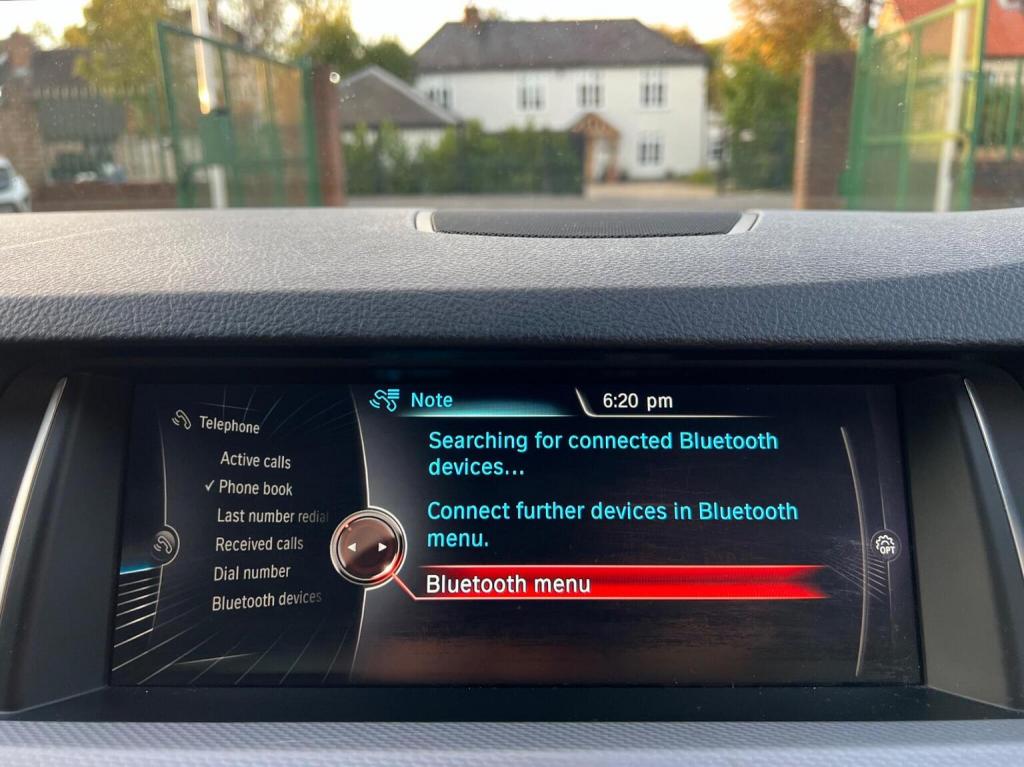 Note
6:20 pm
Telephone
Active calls
✓ Phone book
Last number redial
Received calls
Dial number
Bluetooth devices
Searching for connected Bluetooth
devices...
Connect further devices in Bluetooth
menu.
Bluetooth menu
OPT